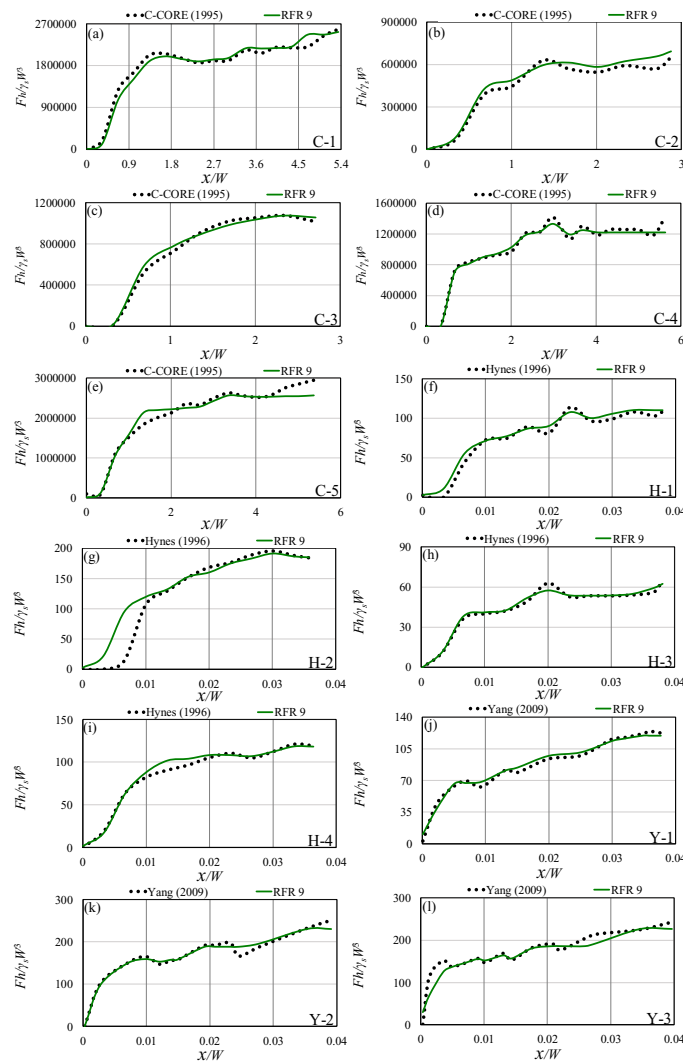 (a)
C-CORE (1995) RFR 9
Fh/γsW³
2700000
1800000
900000
0
0 0.9 1.8 2.7 3.6 4.5 5.4
x/W
C-1
(b)
C-CORE (1995) RFR 9
Fh/γsW³
900000
600000
300000
0
0 1 2 3
x/W
C-2
(c)
C-CORE (1995) RFR 9
Fh/γsW³
1200000
800000
400000
0
0 1 2 3
x/W
C-3
(d)
C-CORE (1995) RFR 9
Fh/γsW³
1600000
1200000
800000
400000
0
0 2 4 6
x/W
C-4
(e)
C-CORE (1995) RFR 9
Fh/γsW³
3000000
2000000
1000000
0
0 2 4 6
x/W
C-5
(f)
Hynes (1996) RFR 9
Fh/γsW³
150
100
50
0
0 0.01 0.02 0.03 0.04
x/W
H-1
(g)
Hynes (1996) RFR 9
Fh/γsW³
200
150
100
50
0
0 0.01 0.02 0.03 0.04
x/W
H-2
(h)
Hynes (1996) RFR 9
Fh/γsW³
90
60
30
0
0 0.01 0.02 0.03 0.04
x/W
H-3
(i)
Hynes (1996) RFR 9
Fh/γsW³
150
100
50
0
0 0.01 0.02 0.03 0.04
x/W
H-4
(j)
Yang (2009) RFR 9
Fh/γsW³
140
105
70
35
0
0 0.01 0.02 0.03 0.04
x/W
Y-1
(k)
Yang (2009) RFR 9
Fh/γsW³
300
200
100
0
0 0.01 0.02 0.03 0.04
x/W
Y-2
(l)
Yang (2009) RFR 9
Fh/γsW³
300
200
100
0
0 0.01 0.02 0.03 0.04
x/W
Y-3